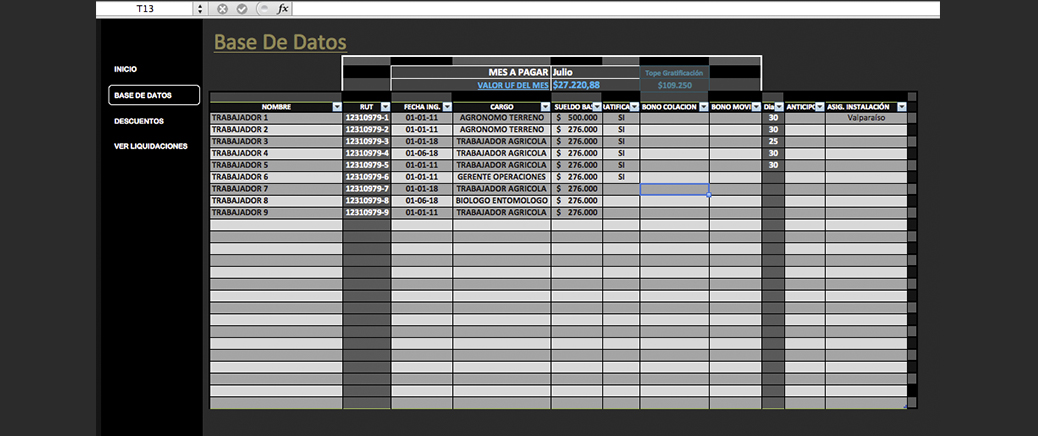 T13 fx
Base De Datos
INICIO
BASE DE DATOS
DESCUENTOS
VER LIQUIDACIONES
MES A PAGAR Julio Tope Gratificación
VALOR UF DEL MES $27.220,88 $109.250
NOMBRE RUT FECHA ING. CARGO SUELDO BAS RATIFICA BONO COLACION BONO MOVI Dia ANTICIPO ASIG. INSTALACIÓN
TRABAJADOR 1 12310979-1 01-01-11 AGRONOMO TERRENO $ 500.000 SI 30 Valparaíso
TRABAJADOR 2 12310979-2 01-01-11 AGRONOMO TERRENO $ 276.000 SI 30
TRABAJADOR 3 12310979-3 01-01-18 TRABAJADOR AGRICOLA $ 276.000 SI 25
TRABAJADOR 4 12310979-4 01-06-18 TRABAJADOR AGRICOLA $ 276.000 SI 30
TRABAJADOR 5 12310979-5 01-01-11 TRABAJADOR AGRICOLA $ 276.000 SI 30
TRABAJADOR 6 12310979-6 01-01-11 GERENTE OPERACIONES $ 276.000 SI
TRABAJADOR 7 12310979-7 01-01-18 TRABAJADOR AGRICOLA $ 276.000
TRABAJADOR 8 12310979-8 01-06-18 BIOLOGO ENTOMOLOGO $ 276.000
TRABAJADOR 9 12310979-9 01-01-11 TRABAJADOR AGRICOLA $ 276.000